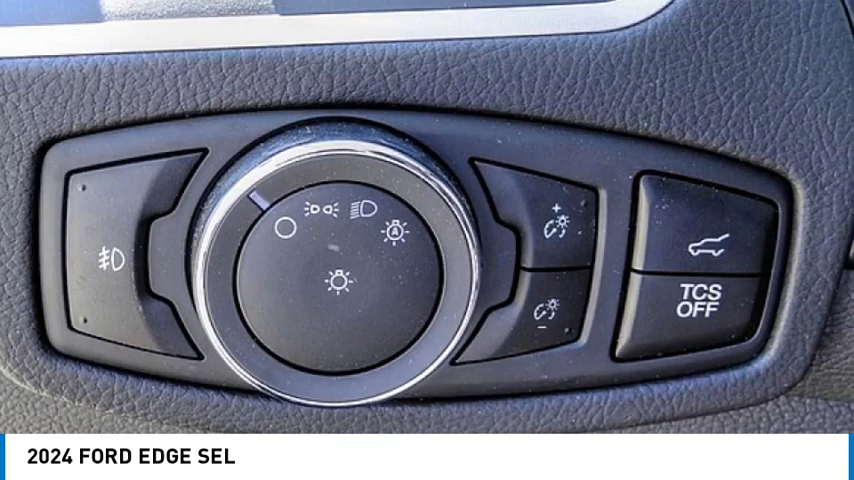 A
+
-
TCS
OFF
2024 FORD EDGE SEL